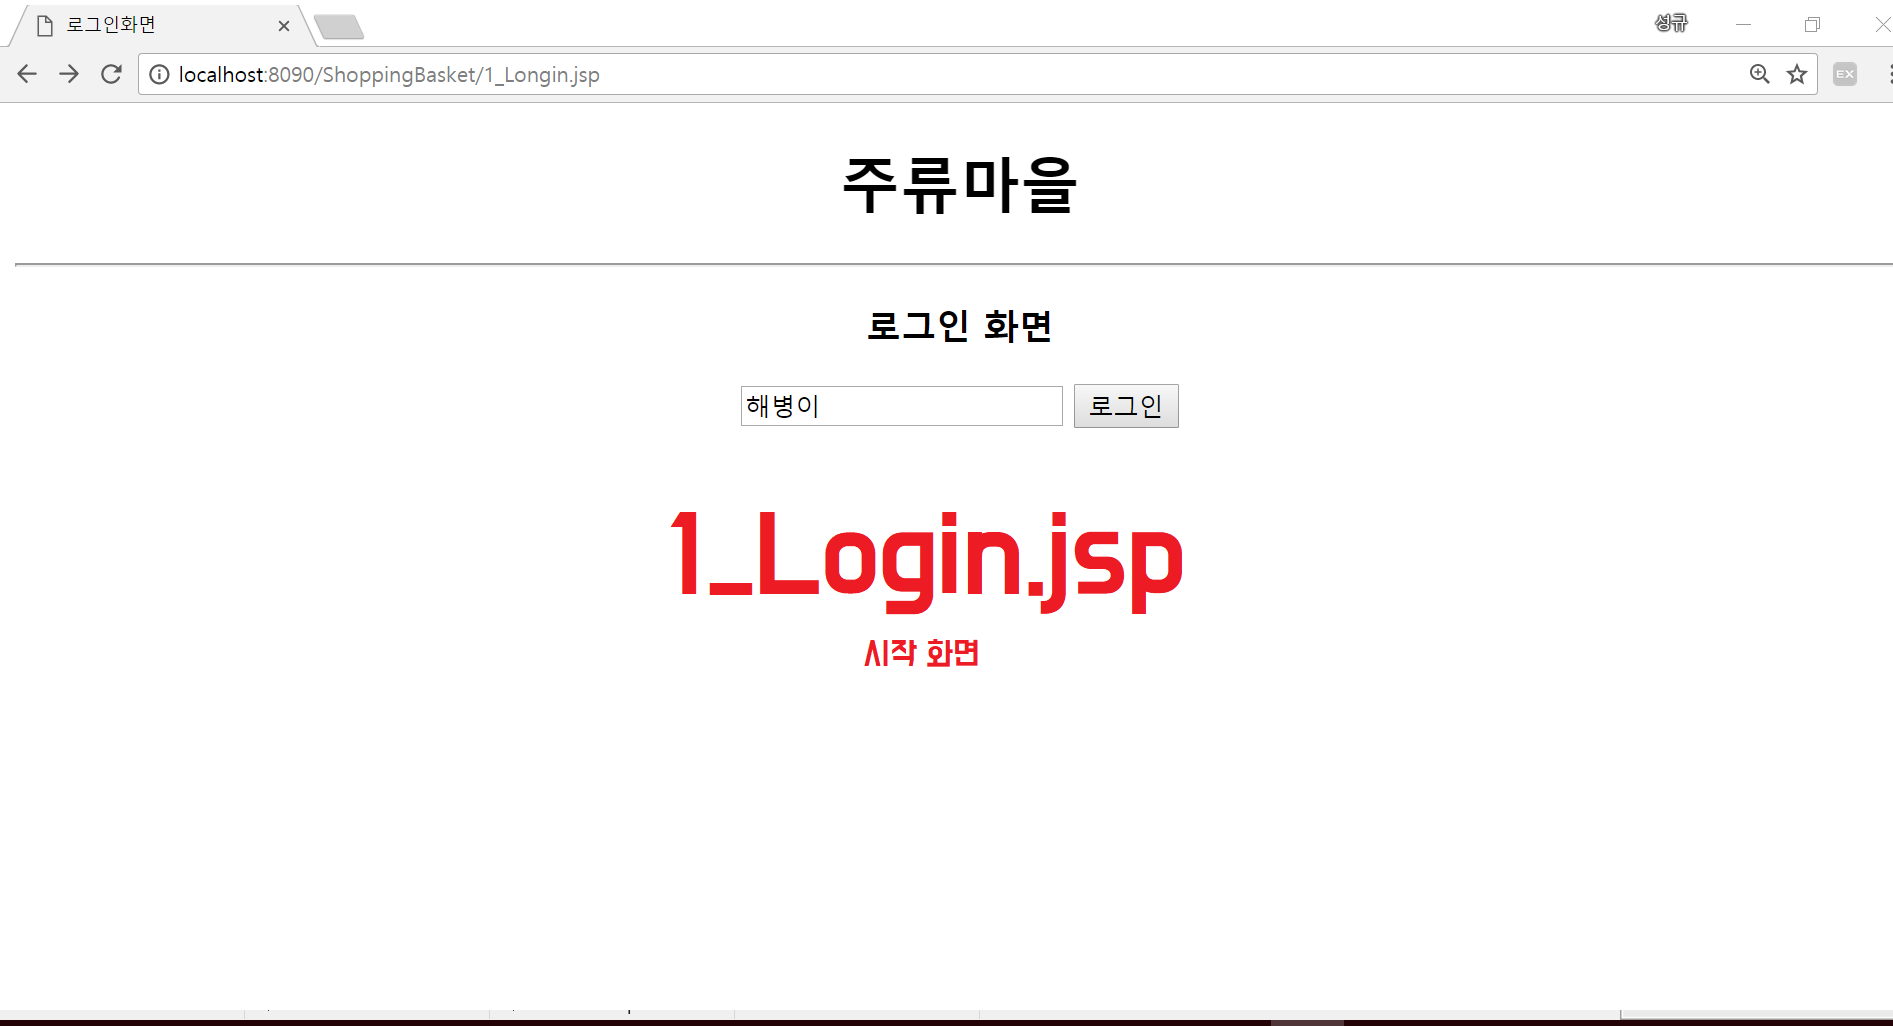 로그인화면
성규
localhost:8090/ShoppingBasket/1_Longin.jsp
EX
주류마을
로그인 화면
해병이 로그인
1_Login.jsp
시작 화면